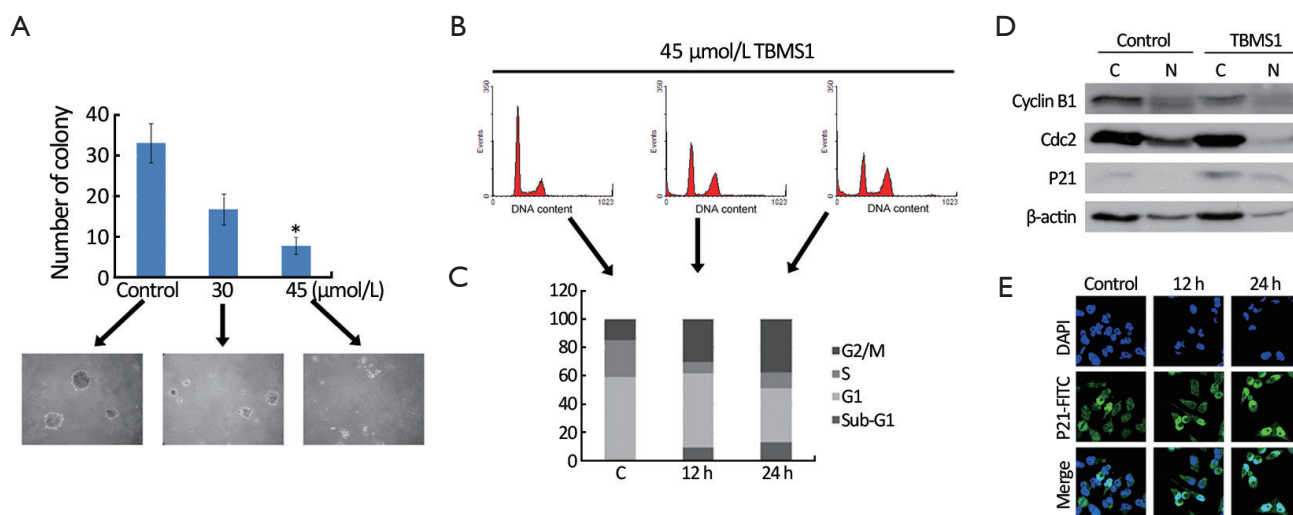 A
Number of colony
40
30
20
10
0
Control 30 45 (μmol/L)
*
B
45 μmol/L TBMS1
350
Events
0
0 DNA content 1023
350
Events
0
0 DNA content 1023
350
Events
0
0 DNA content 1023
C
120
100
80
60
40
20
0
C 12 h 24 h
G2/M
S
G1
Sub-G1
D
Control TBMS1
C N C N
Cyclin B1
Cdc2
P21
β-actin
E
Control 12 h 24 h
DAPI
P21-FITC
Merge